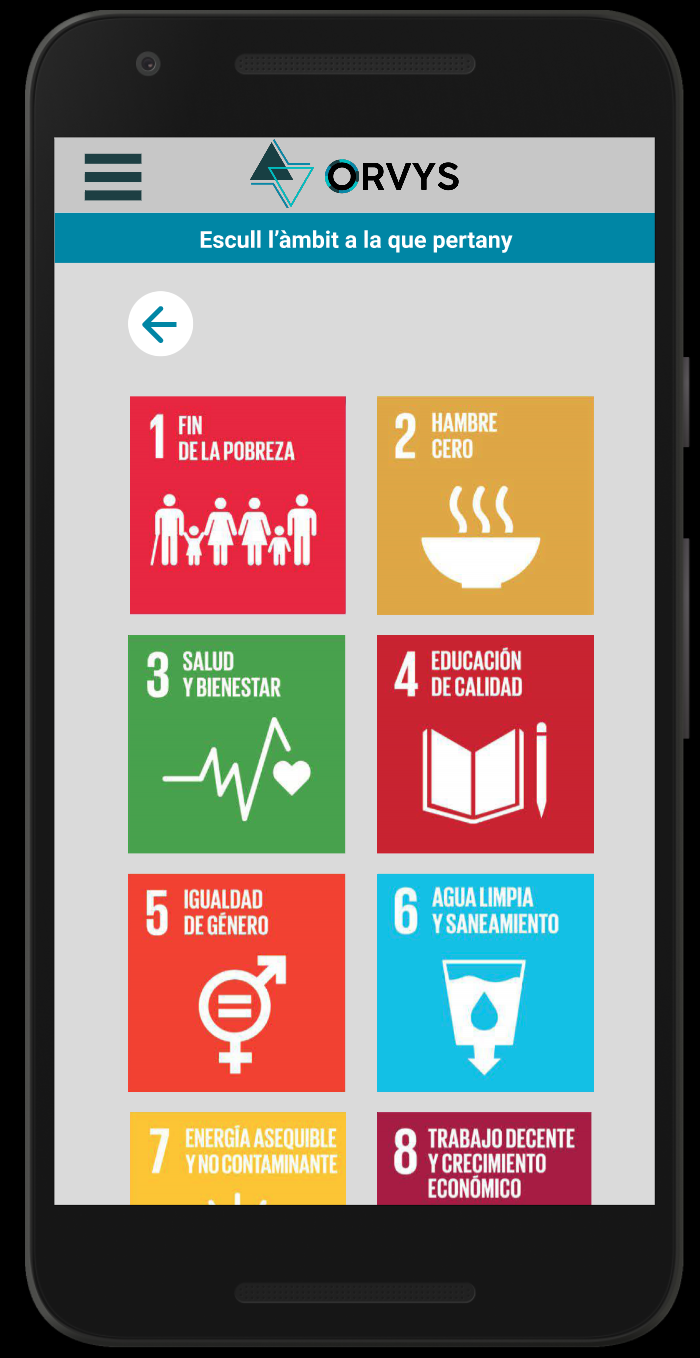 ORVYS
Escull l'àmbit a la que pertany
1 FIN
DE LA POBREZA
2 HAMBRE
CERO
3 SALUD
Y BIENESTAR
4 EDUCACIÓN
DE CALIDAD
5 IGUALDAD
DE GÉNERO
6 AGUA LIMPIA
Y SANEAMIENTO
7 ENERGÍA ASEQUIBLE
Y NO CONTAMINANTE
8 TRABAJO DECENTE
Y CRECIMIENTO
ECONÓMICO